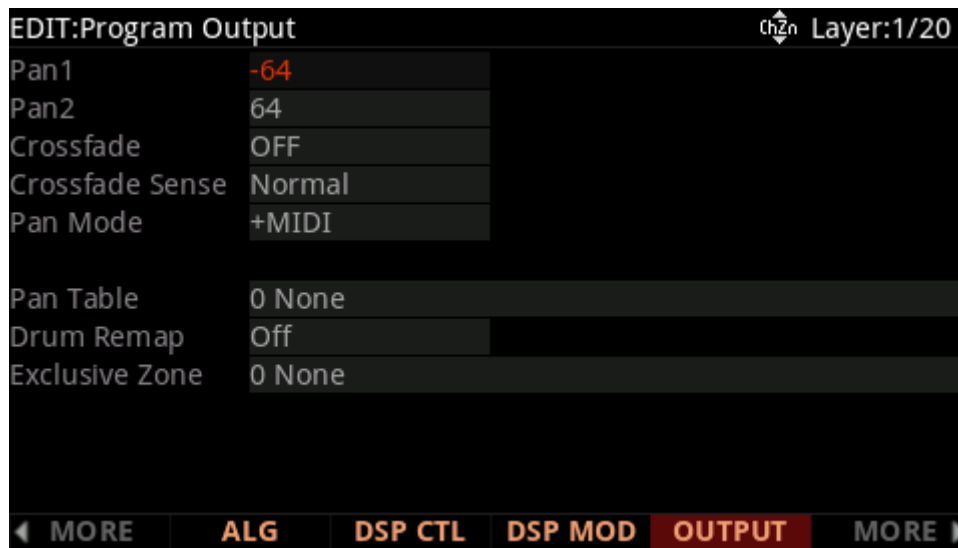 EDIT:Program Output ChZn Layer:1/20
Pan1 -64
Pan2 64
Crossfade OFF
Crossfade Sense Normal
Pan Mode +MIDI
Pan Table 0 None
Drum Remap Off
Exclusive Zone 0 None
MORE ALG DSP CTL DSP MOD OUTPUT MORE